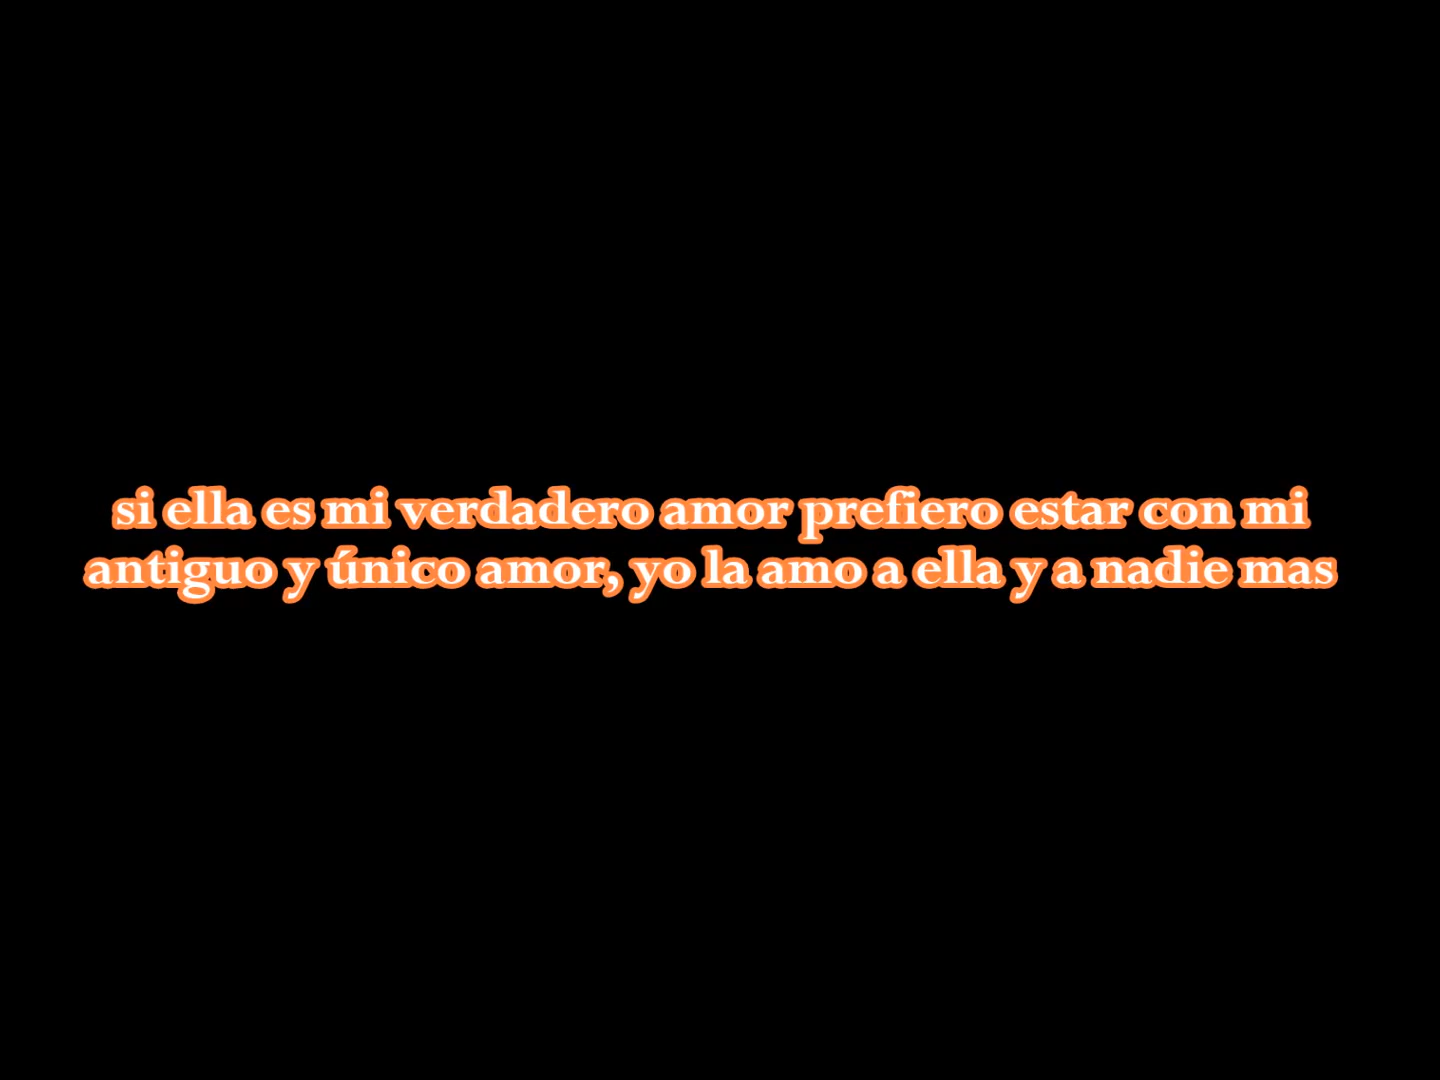 si ella es mi verdadero amor prefiero estar con mi
antiguo y único amor, yo la amo a ella y a nadie mas